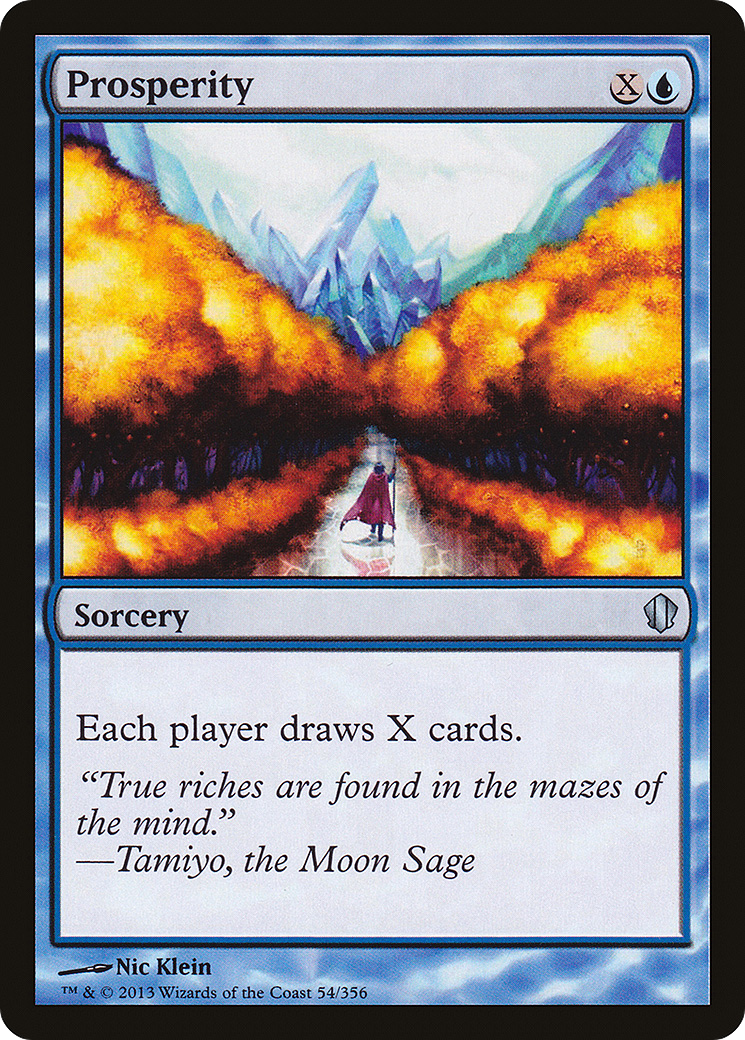 Prosperity X
Sorcery
Each player draws X cards.
“True riches are found in the mazes of
the mind.”
—Tamiyo, the Moon Sage
Nic Klein
™ & © 2013 Wizards of the Coast 54/356